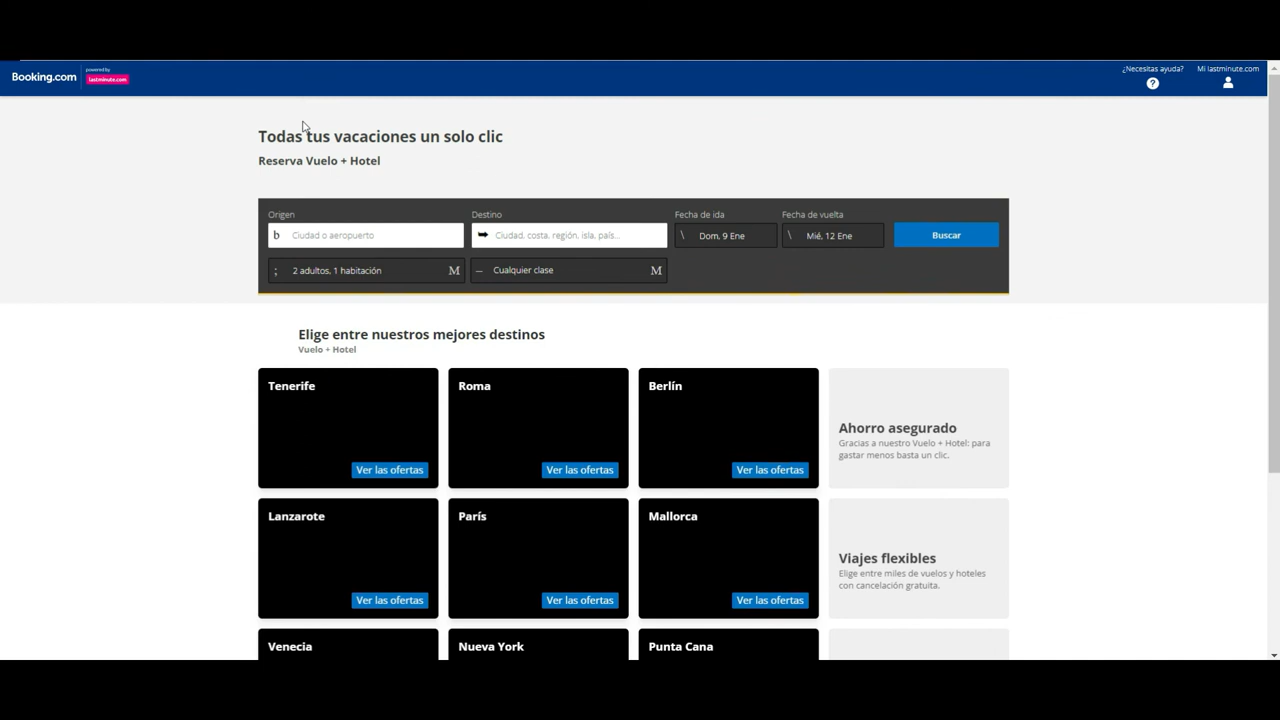 Booking.com
powered by
lastminute.com
¿Necesitas ayuda?
Mi lastminute.com
Todas tus vacaciones un solo clic
Reserva Vuelo + Hotel
Origen
Destino
Fecha de ida
Fecha de vuelta
b Ciudad o aeropuerto
Ciudad, costa, región, isla, país...
\ Dom, 9 Ene
\ Mié, 12 Ene
Buscar
; 2 adultos, 1 habitación M
– Cualquier clase M
Elige entre nuestros mejores destinos
Vuelo + Hotel
Tenerife
Ver las ofertas
Roma
Ver las ofertas
Berlín
Ver las ofertas
Ahorro asegurado
Gracias a nuestro Vuelo + Hotel: para
gastar menos basta un clic.
Lanzarote
Ver las ofertas
París
Ver las ofertas
Mallorca
Ver las ofertas
Viajes flexibles
Elige entre miles de vuelos y hoteles
con cancelación gratuita.
Venecia
Nueva York
Punta Cana